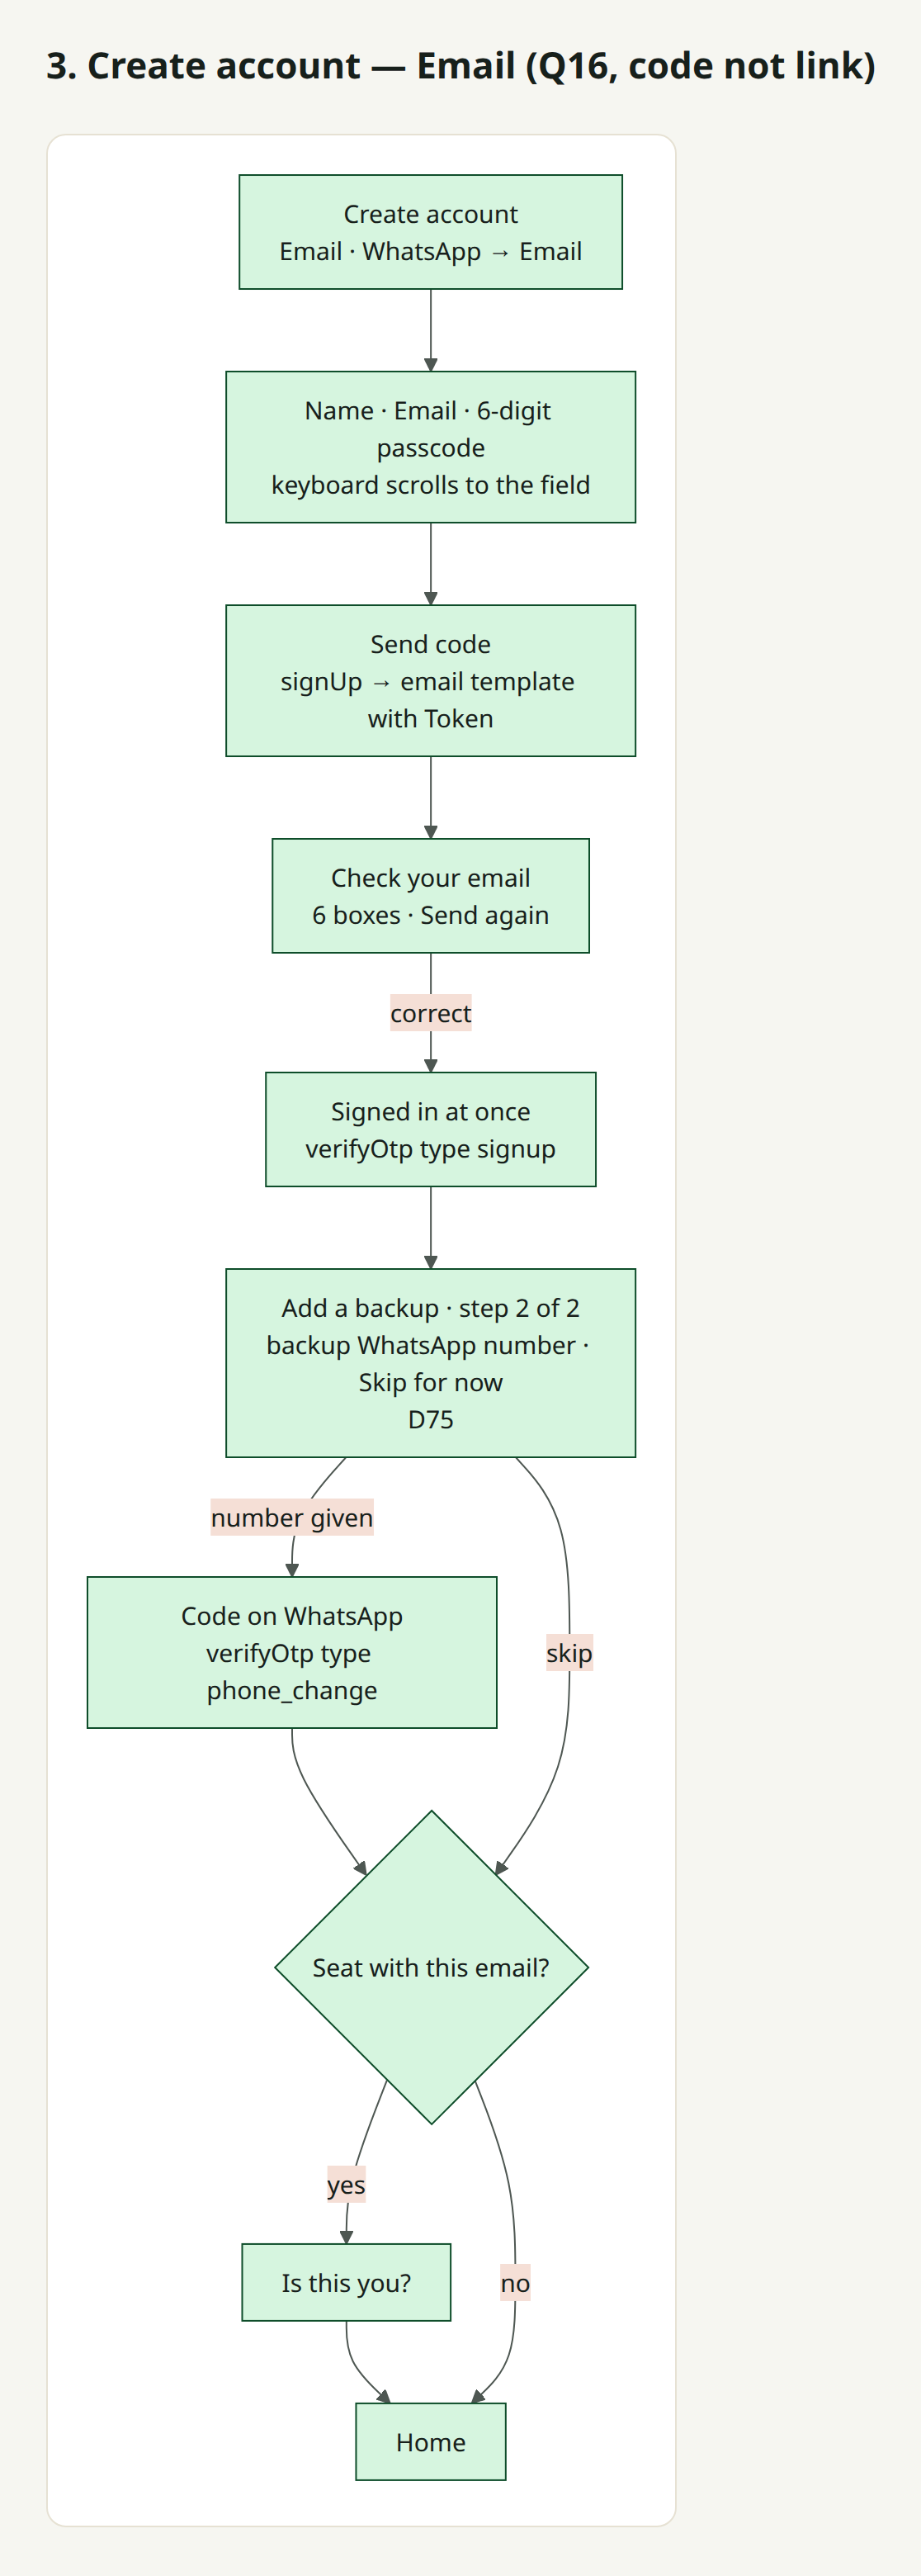 3. Create account — Email (Q16, code not link)
Create account
Email · WhatsApp → Email
Name · Email · 6-digit
passcode
keyboard scrolls to the field
Send code
signUp → email template
with Token
Check your email
6 boxes · Send again
correct
Signed in at once
verifyOtp type signup
Add a backup · step 2 of 2
backup WhatsApp number ·
Skip for now
D75
number given
Code on WhatsApp
verifyOtp type
phone_change
skip
Seat with this email?
yes
Is this you?
no
Home